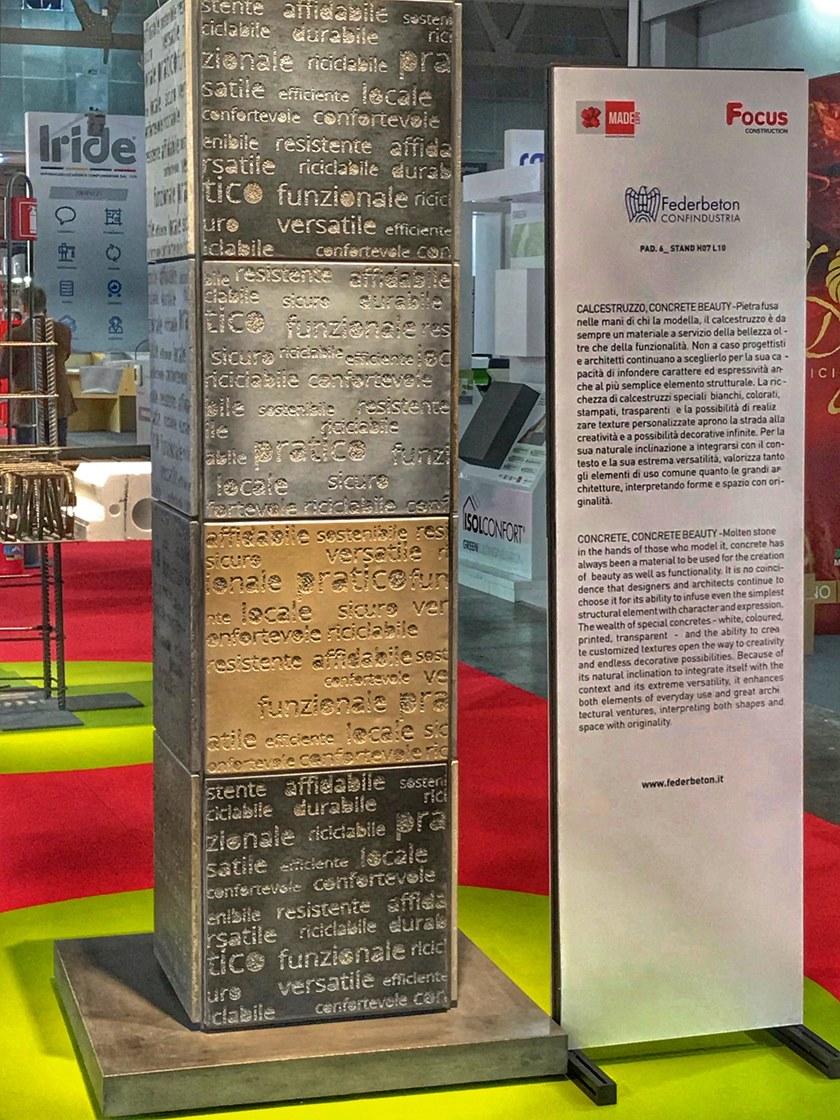 Iride
stente affidabile sosteni
ciclabile durabile rici
zionale riciclabile pra
satile efficiente locale
confortevole confortevole
enibile resistente affida
rsatile riciclabile durab
tico funzionale ricicl
uro versatile efficiente
iclabile confortevole con
bile resistente affidabile
clabile sicuro durabile
tico funzionale res
sicuro riciclabile efficiente loc
riciclabile confortevole
bile sostenibile resistente
ile riciclabile
abile pratico funzi
locale sicuro
fortevole riciclabile conf
affidabile sostenibile res
sicuro versatile ri
ionale pratico fun
nte locale sicuro ver
onfortevole riciclabile
resistente affidabile sost
confortevole ve
funzionale pra
atile efficiente locale sic
confortevole confortevole ric
stente affidabile sosteni
ciclabile durabile rici
zionale riciclabile pra
satile efficiente locale
confortevole confortevole
enibile resistente affida
rsatile riciclabile durab
tico funzionale ricicl
uro versatile efficiente
iclabile confortevole con
ISOLCONFORT
GREEN
MADE
EXPO
Focus
CONSTRUCTION
Federbeton
CONFINDUSTRIA
PAD. 6_ STAND H07 L10
CALCESTRUZZO, CONCRETE BEAUTY -Pietra fusa
nelle mani di chi la modella, il calcestruzzo è da
sempre un materiale a servizio della bellezza ol -
tre che della funzionalità. Non a caso progettisti
e architetti continuano a sceglierlo per la sua ca -
pacità di infondere carattere ed espressività an-
che al più semplice elemento strutturale. La ric-
chezza di calcestruzzi speciali bianchi, colorati,
stampati, trasparenti e la possibilità di realiz
zare texture personalizzate aprono la strada alla
creatività e a possibilità decorative infinite. Per la
sua naturale inclinazione a integrarsi con il con-
testo e la sua estrema versatilità, valorizza tanto
gli elementi di uso comune quanto le grandi ar-
chitetture, interpretando forme e spazio con ori-
ginalità.
CONCRETE, CONCRETE BEAUTY -Molten stone
in the hands of those who model it, concrete has
always been a material to be used for the creation
of beauty as well as functionality. It is no coinci-
dence that designers and architects continue to
choose it for its ability to infuse even the simplest
structural element with character and expression.
The wealth of special concretes - white, coloured,
printed, transparent - and the ability to crea
te customized textures open the way to creativity
and endless decorative possibilities. Because of
its natural inclination to integrate itself with the
context and its extreme versatility, it enhances
both elements of everyday use and great archi
tectural ventures, interpreting both shapes and
space with originality.
www.federbeton.it